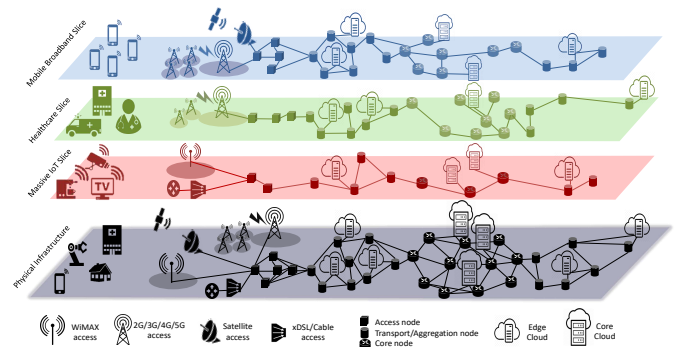 Mobile Broadband Slice
Healthcare Slice
Massive IoT Slice
TV
Physical Infrastructure
WiMAX
access
2G/3G/4G/5G
access
Satellite
access
xDSL/Cable
access
Access node
Transport/Aggregation node
Core node
Edge
Cloud
Core
Cloud